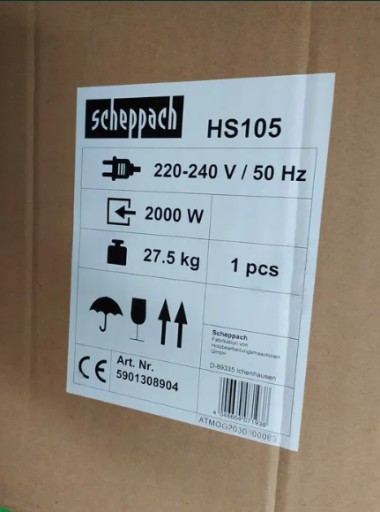 scheppach HS105
220-240 V / 50 Hz
2000 W
27.5 kg 1 pcs
Scheppach
Fabrikation von
Holzbearbeitungsmaschinen
GmbH
D-89335 Ichenhausen
CE
Art. Nr.
5901308904